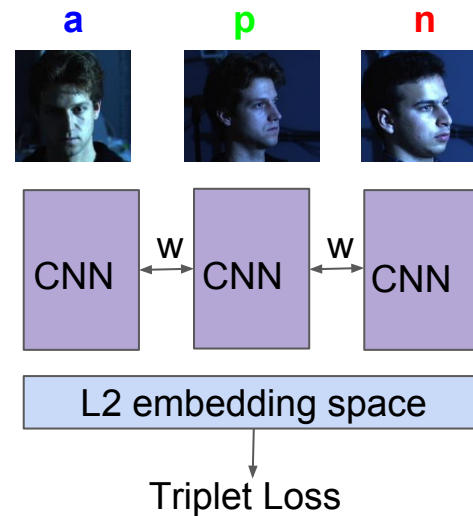 a p n
w w
CNN CNN CNN
L2 embedding space
Triplet Loss